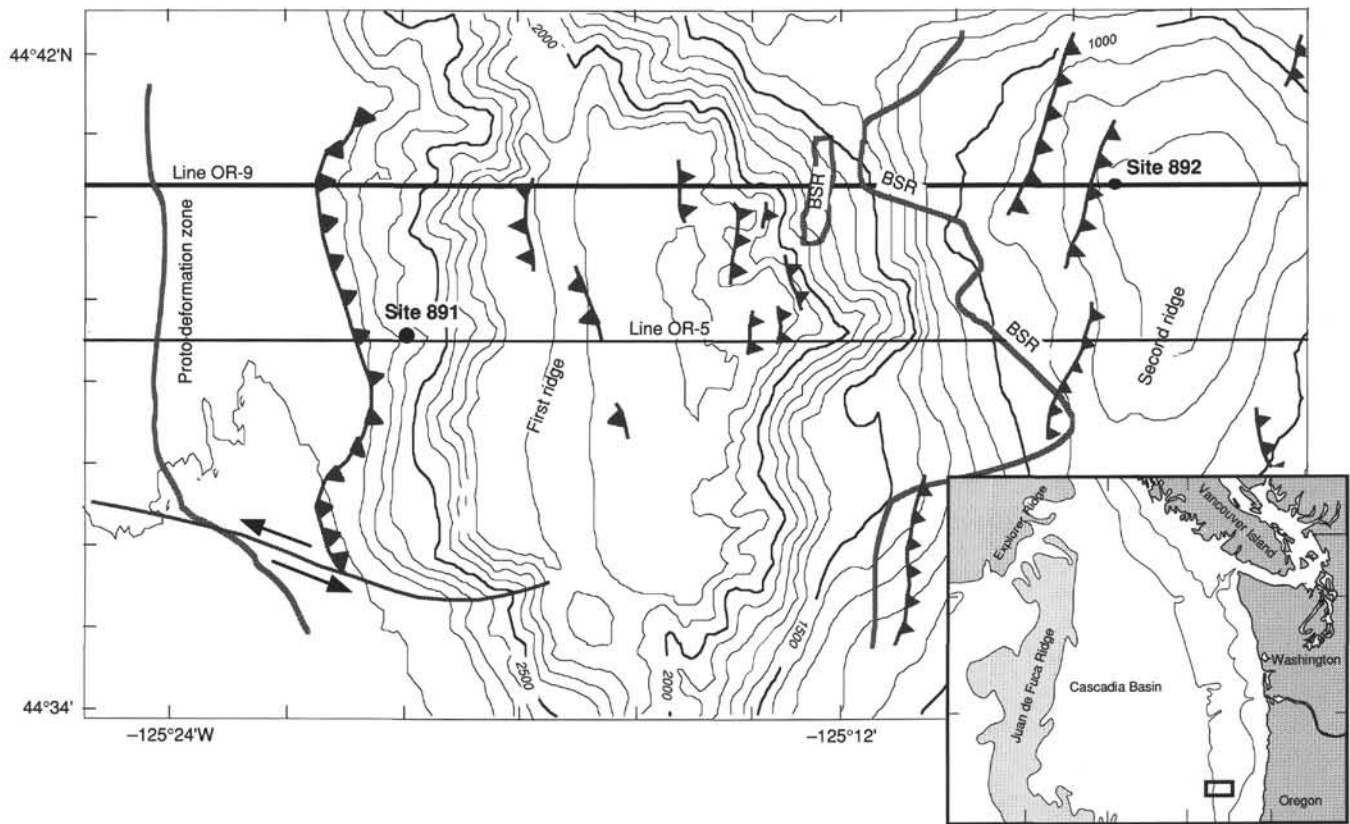 2000
1000
44°42'N
Line OR-9
BSR
BSR
Site 892
Proto-deformation zone
Site 891
Line OR-5
First ridge
BSR
Second ridge
2500
2000
1500
44°34'
−125°24'W
−125°12'
Explorer Ridge
Vancouver Island
Juan de Fuca Ridge
Cascadia Basin
Washington
Oregon